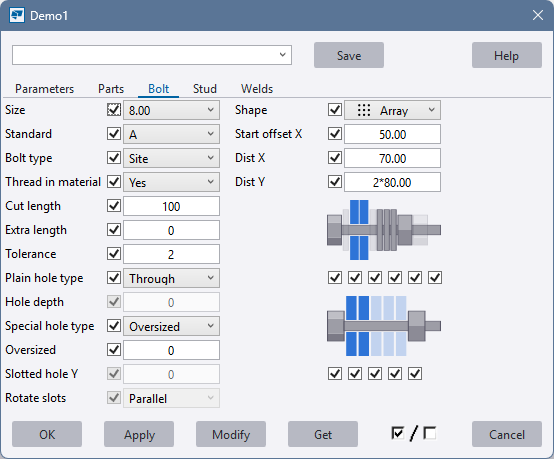 Demo1
Save Help
Parameters Parts Bolt Stud Welds
Size 8.00 Shape Array
Standard A Start offset X 50.00
Bolt type Site Dist X 70.00
Thread in material Yes Dist Y 2*80.00
Cut length 100
Extra length 0
Tolerance 2
Plain hole type Through
Hole depth 0
Special hole type Oversized
Oversized 0
Slotted hole Y 0
Rotate slots Parallel
OK Apply Modify Get / Cancel